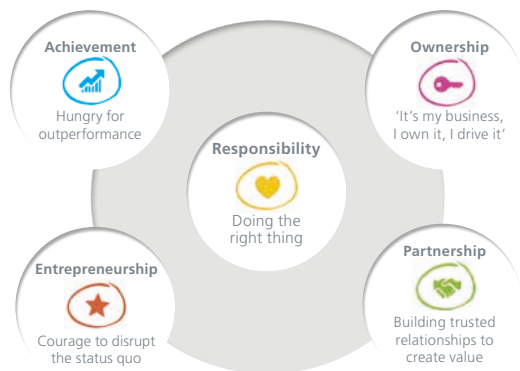 Achievement
Hungry for
outperformance
Ownership
‘It’s my business,
I own it, I drive it’
Responsibility
Doing the
right thing
Entrepreneurship
Courage to disrupt
the status quo
Partnership
Building trusted
relationships to
create value